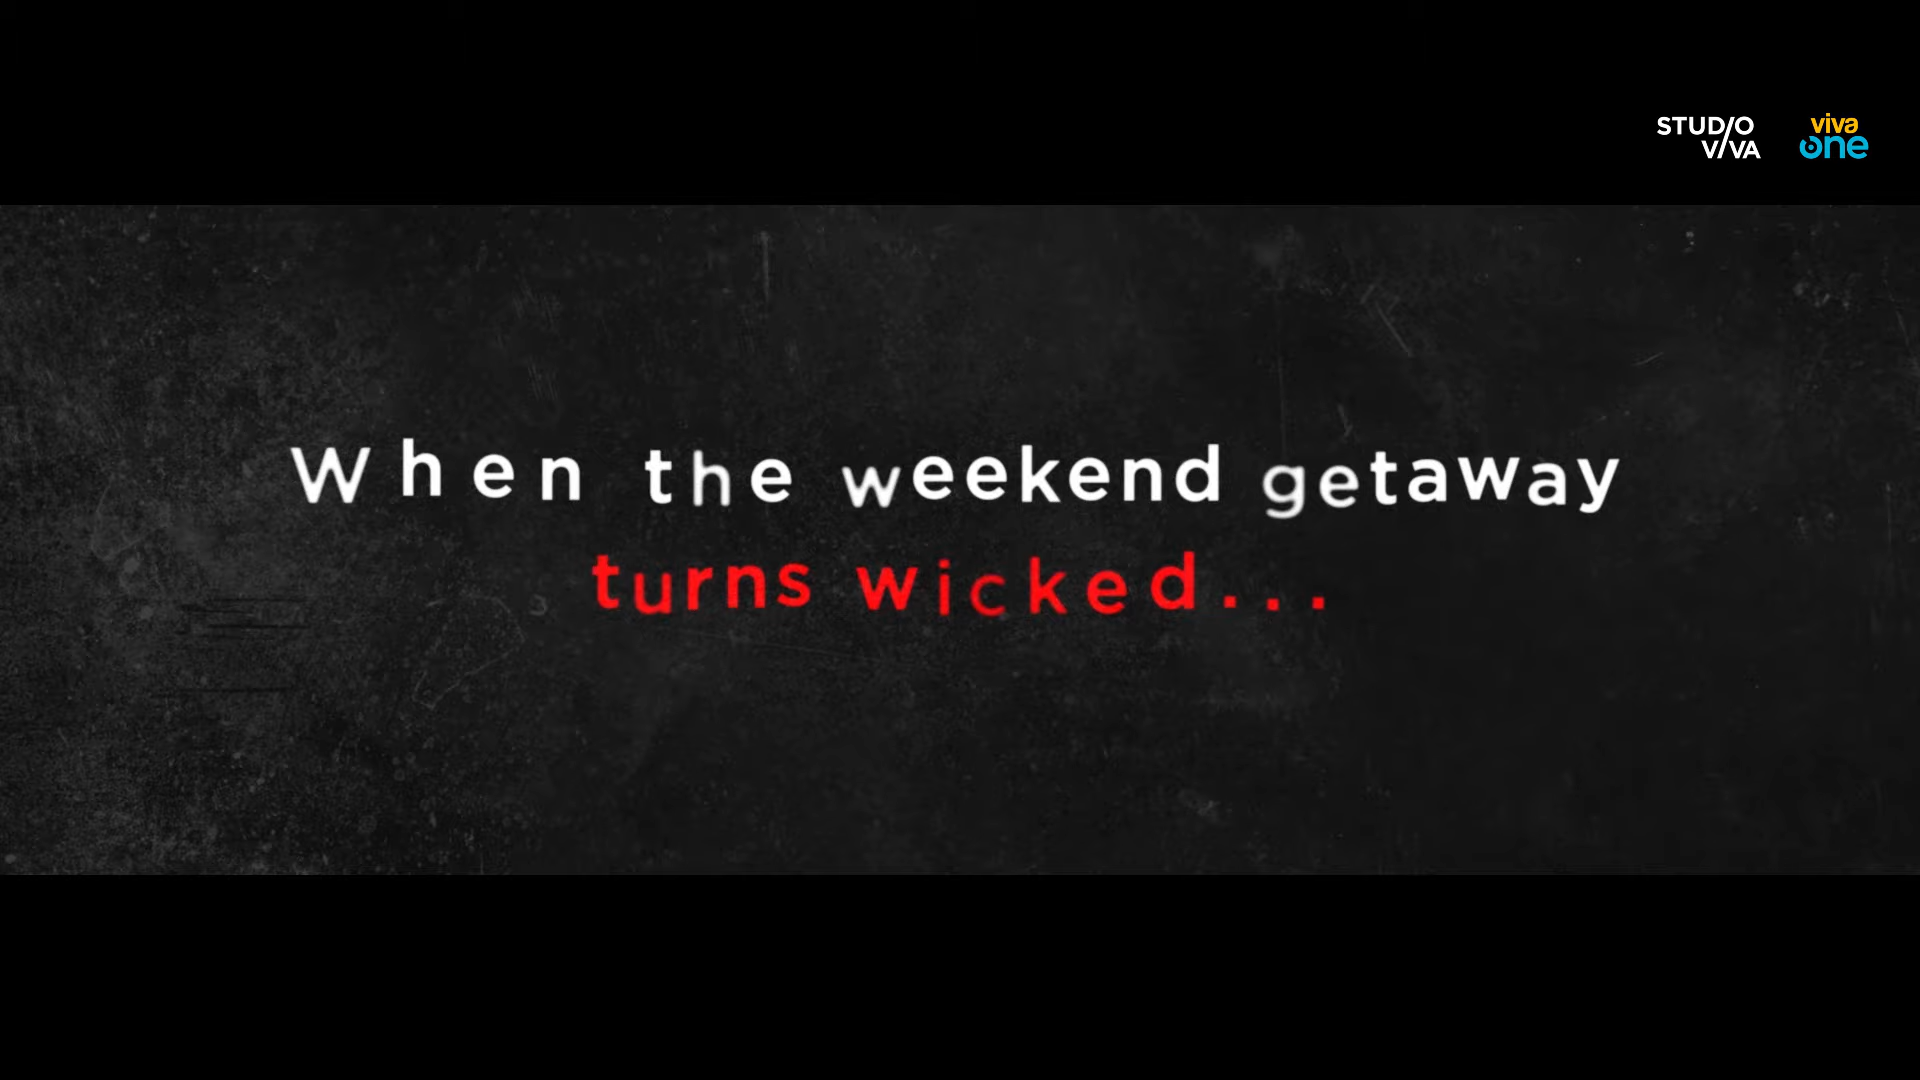 STUDIO
VIVA
viva
one
When the weekend getaway
turns wicked...